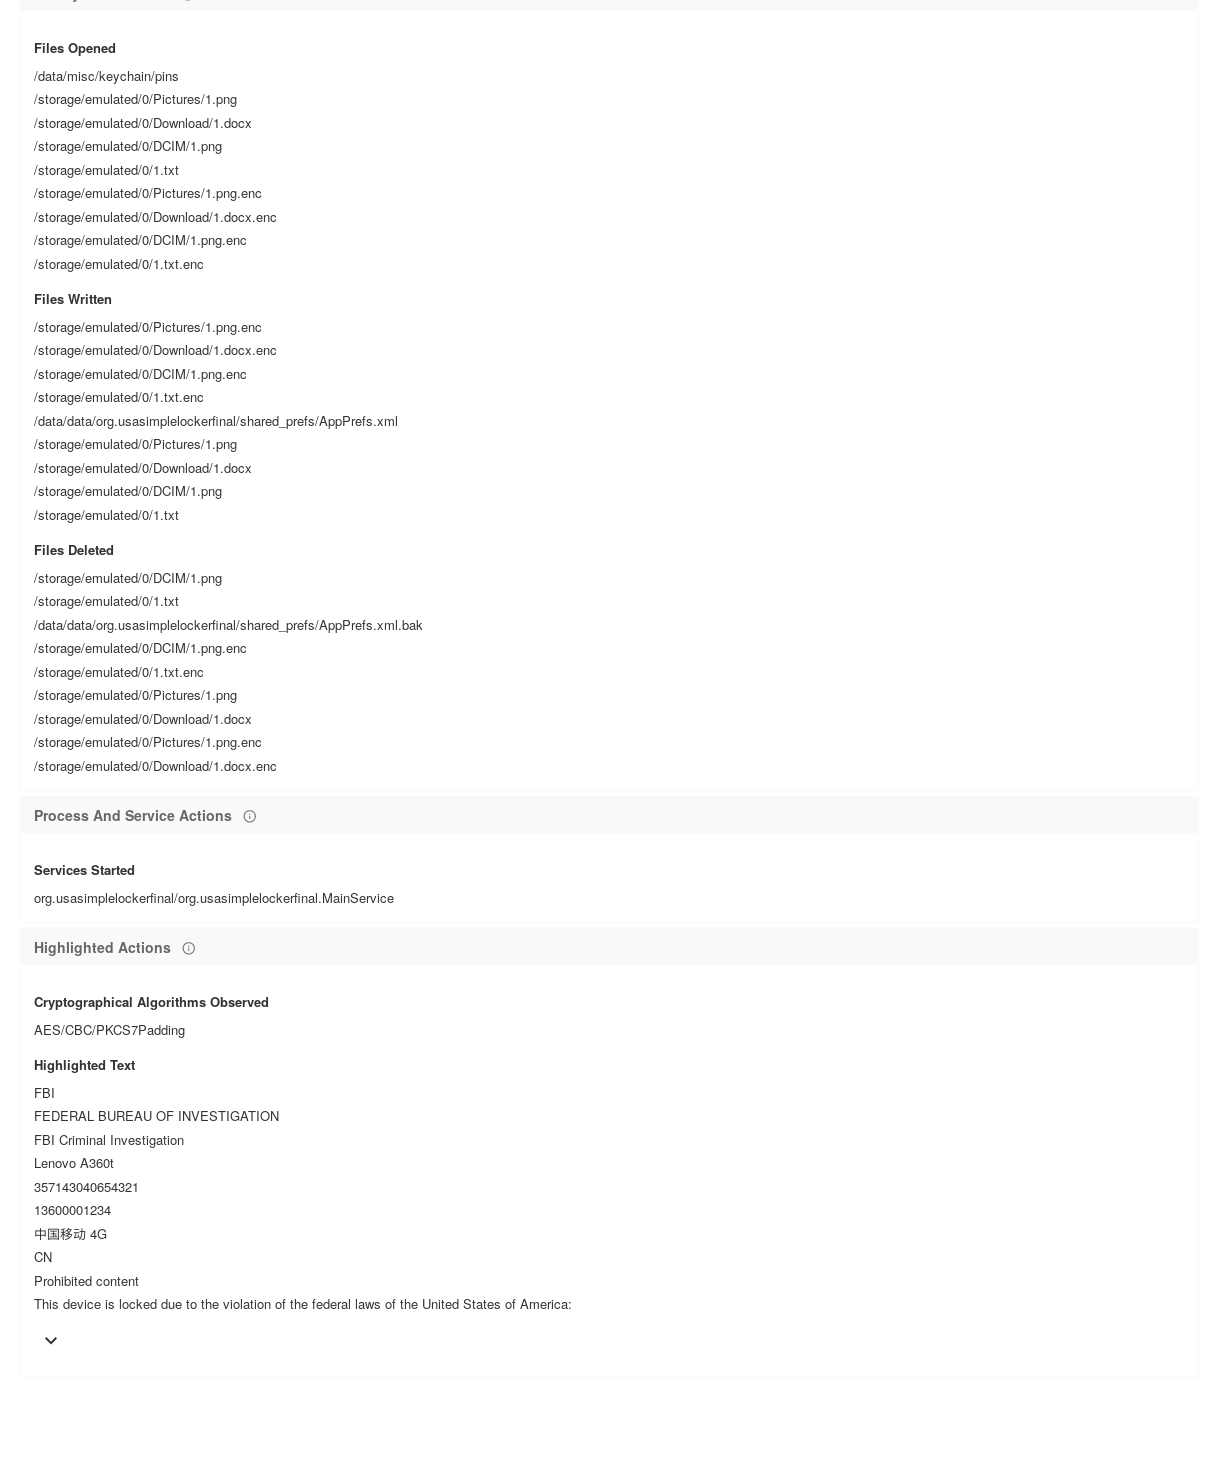 Files Opened
/data/misc/keychain/pins
/storage/emulated/0/Pictures/1.png
/storage/emulated/0/Download/1.docx
/storage/emulated/0/DCIM/1.png
/storage/emulated/0/1.txt
/storage/emulated/0/Pictures/1.png.enc
/storage/emulated/0/Download/1.docx.enc
/storage/emulated/0/DCIM/1.png.enc
/storage/emulated/0/1.txt.enc
Files Written
/storage/emulated/0/Pictures/1.png.enc
/storage/emulated/0/Download/1.docx.enc
/storage/emulated/0/DCIM/1.png.enc
/storage/emulated/0/1.txt.enc
/data/data/org.usasimplelockerfinal/shared_prefs/AppPrefs.xml
/storage/emulated/0/Pictures/1.png
/storage/emulated/0/Download/1.docx
/storage/emulated/0/DCIM/1.png
/storage/emulated/0/1.txt
Files Deleted
/storage/emulated/0/DCIM/1.png
/storage/emulated/0/1.txt
/data/data/org.usasimplelockerfinal/shared_prefs/AppPrefs.xml.bak
/storage/emulated/0/DCIM/1.png.enc
/storage/emulated/0/1.txt.enc
/storage/emulated/0/Pictures/1.png
/storage/emulated/0/Download/1.docx
/storage/emulated/0/Pictures/1.png.enc
/storage/emulated/0/Download/1.docx.enc
Process And Service Actions
Services Started
org.usasimplelockerfinal/org.usasimplelockerfinal.MainService
Highlighted Actions
Cryptographical Algorithms Observed
AES/CBC/PKCS7Padding
Highlighted Text
FBI
FEDERAL BUREAU OF INVESTIGATION
FBI Criminal Investigation
Lenovo A360t
357143040654321
13600001234
中国移动 4G
CN
Prohibited content
This device is locked due to the violation of the federal laws of the United States of America: